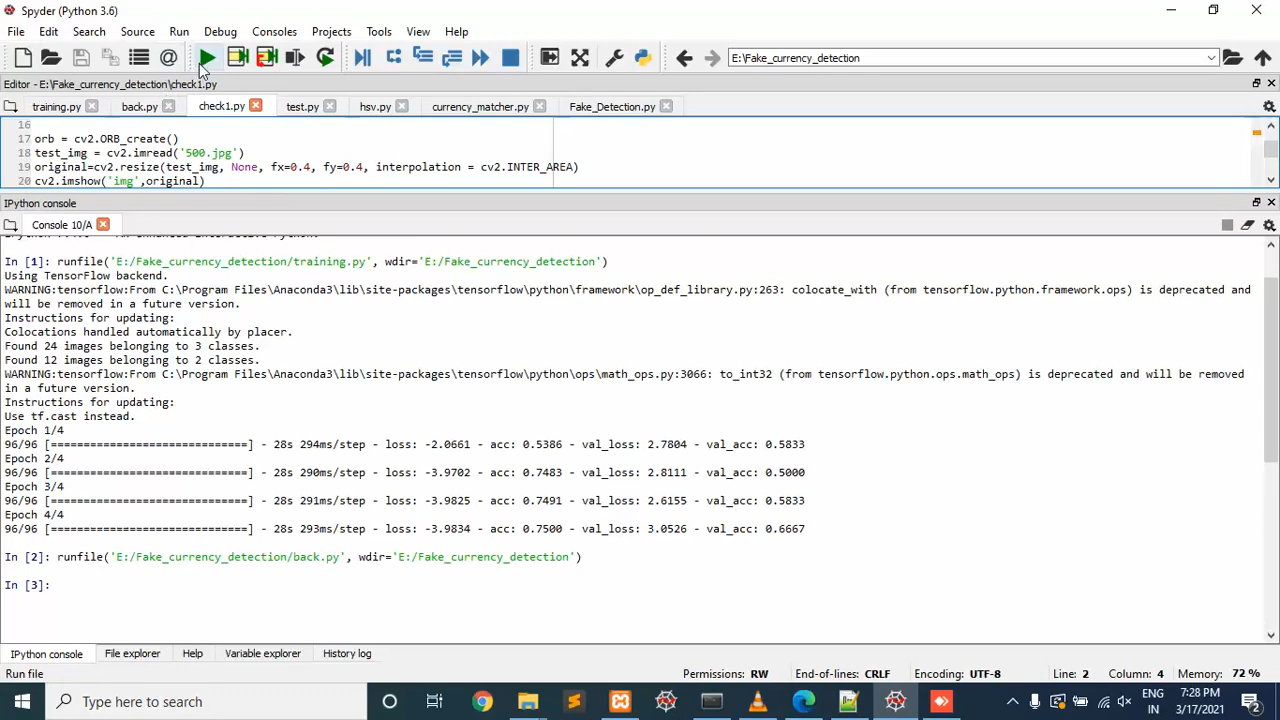 Spyder (Python 3.6)
File Edit Search Source Run Debug Consoles Projects Tools View Help
E:\Fake_currency_detection
Editor - E:\Fake_currency_detection\check1.py
training.py back.py check1.py test.py hsv.py currency_matcher.py Fake_Detection.py
16
17 orb = cv2.ORB_create()
18 test_img = cv2.imread('500.jpg')
19 original=cv2.resize(test_img, None, fx=0.4, fy=0.4, interpolation = cv2.INTER_AREA)
20 cv2.imshow('img',original)
IPython console
Console 10/A
In [1]: runfile('E:/Fake_currency_detection/training.py', wdir='E:/Fake_currency_detection')
Using TensorFlow backend.
WARNING:tensorflow:From C:\Program Files\Anaconda3\lib\site-packages\tensorflow\python\framework\op_def_library.py:263: colocate_with (from tensorflow.python.framework.ops) is deprecated and
will be removed in a future version.
Instructions for updating:
Colocations handled automatically by placer.
Found 24 images belonging to 3 classes.
Found 12 images belonging to 2 classes.
WARNING:tensorflow:From C:\Program Files\Anaconda3\lib\site-packages\tensorflow\python\ops\math_ops.py:3066: to_int32 (from tensorflow.python.ops.math_ops) is deprecated and will be removed
in a future version.
Instructions for updating:
Use tf.cast instead.
Epoch 1/4
96/96 [==============================] - 28s 294ms/step - loss: -2.0661 - acc: 0.5386 - val_loss: 2.7804 - val_acc: 0.5833
Epoch 2/4
96/96 [==============================] - 28s 290ms/step - loss: -3.9702 - acc: 0.7483 - val_loss: 2.8111 - val_acc: 0.5000
Epoch 3/4
96/96 [==============================] - 28s 291ms/step - loss: -3.9825 - acc: 0.7491 - val_loss: 2.6155 - val_acc: 0.5833
Epoch 4/4
96/96 [==============================] - 28s 293ms/step - loss: -3.9834 - acc: 0.7500 - val_loss: 3.0526 - val_acc: 0.6667
In [2]: runfile('E:/Fake_currency_detection/back.py', wdir='E:/Fake_currency_detection')
In [3]:
IPython console File explorer Help Variable explorer History log
Run file Permissions: RW End-of-lines: CRLF Encoding: UTF-8 Line: 2 Column: 4 Memory: 72 %
Type here to search
ENG
IN
7:28 PM
3/17/2021
2